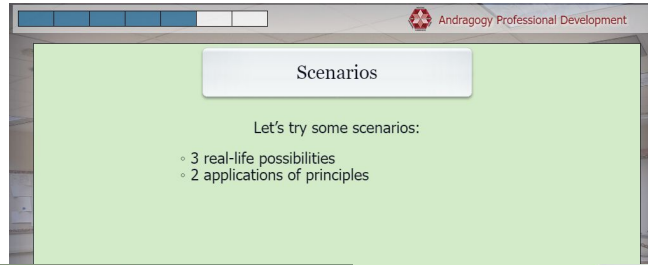 Andragogy Professional Development
Scenarios
Let's try some scenarios:
◦ 3 real-life possibilities
◦ 2 applications of principles